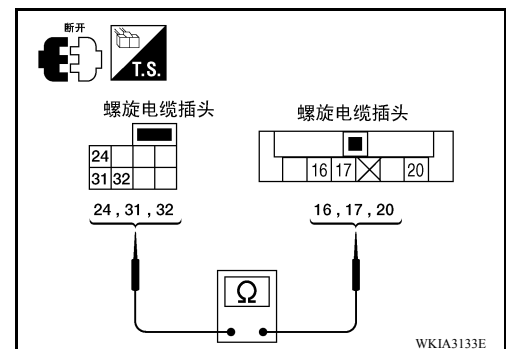 断开
T.S.
螺旋电缆插头
螺旋电缆插头
24
31 32
16 17 20
24 , 31 , 32
16 , 17 , 20
Ω
WKIA3133E